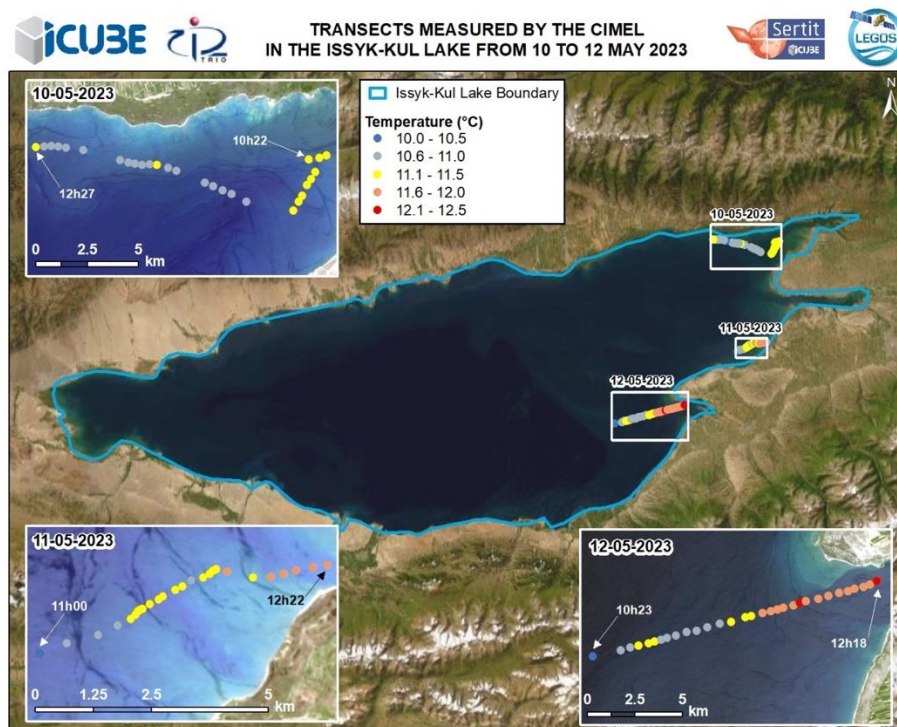 iCUBE
TRIO
TRANSECTS MEASURED BY THE CIMEL
IN THE ISSYK-KUL LAKE FROM 10 TO 12 MAY 2023
Sertit
iCUBE
LEGOS
10-05-2023
10h22
12h27
0 2.5 5
km
Issyk-Kul Lake Boundary
Temperature (°C)
10.0 - 10.5
10.6 - 11.0
11.1 - 11.5
11.6 - 12.0
12.1 - 12.5
N
10-05-2023
11-05-2023
12-05-2023
11-05-2023
11h00
12h22
0 1.25 2.5 5
km
12-05-2023
10h23
12h18
0 2.5 5
km